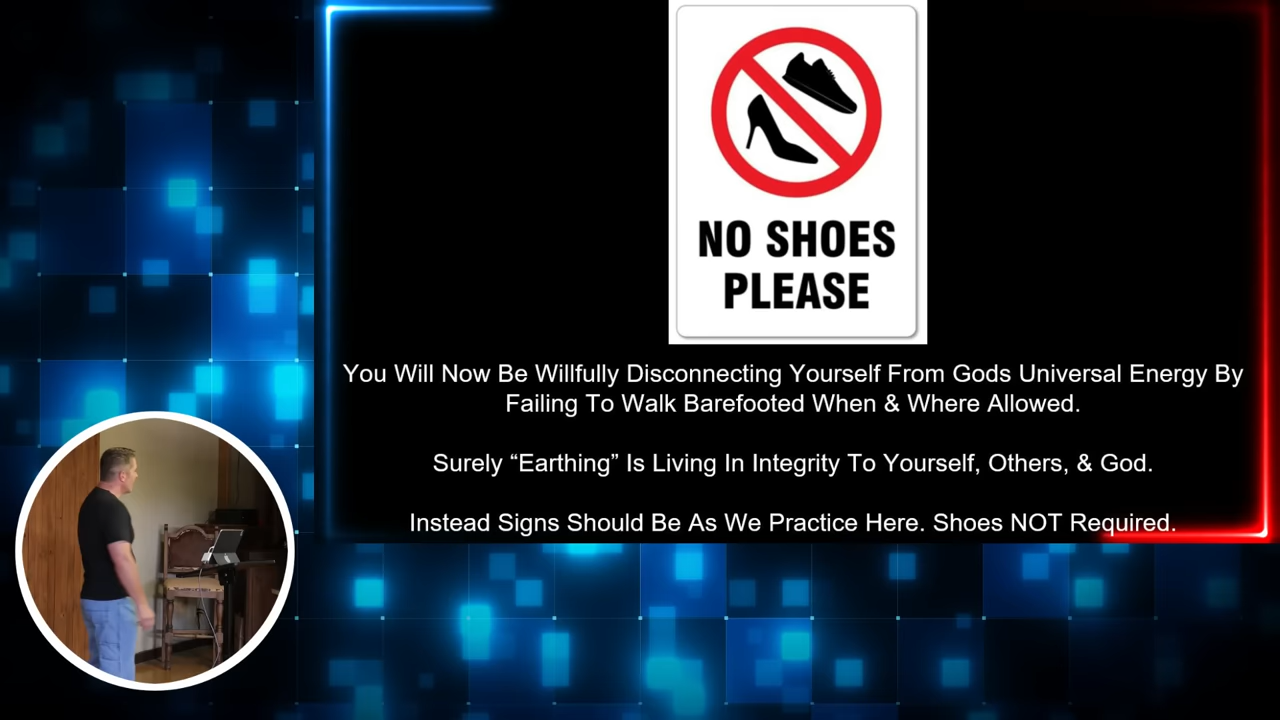 NO SHOES
PLEASE
You Will Now Be Willfully Disconnecting Yourself From Gods Universal Energy By
Failing To Walk Barefooted When & Where Allowed.
Surely “Earthing” Is Living In Integrity To Yourself, Others, & God.
Instead Signs Should Be As We Practice Here. Shoes NOT Required.